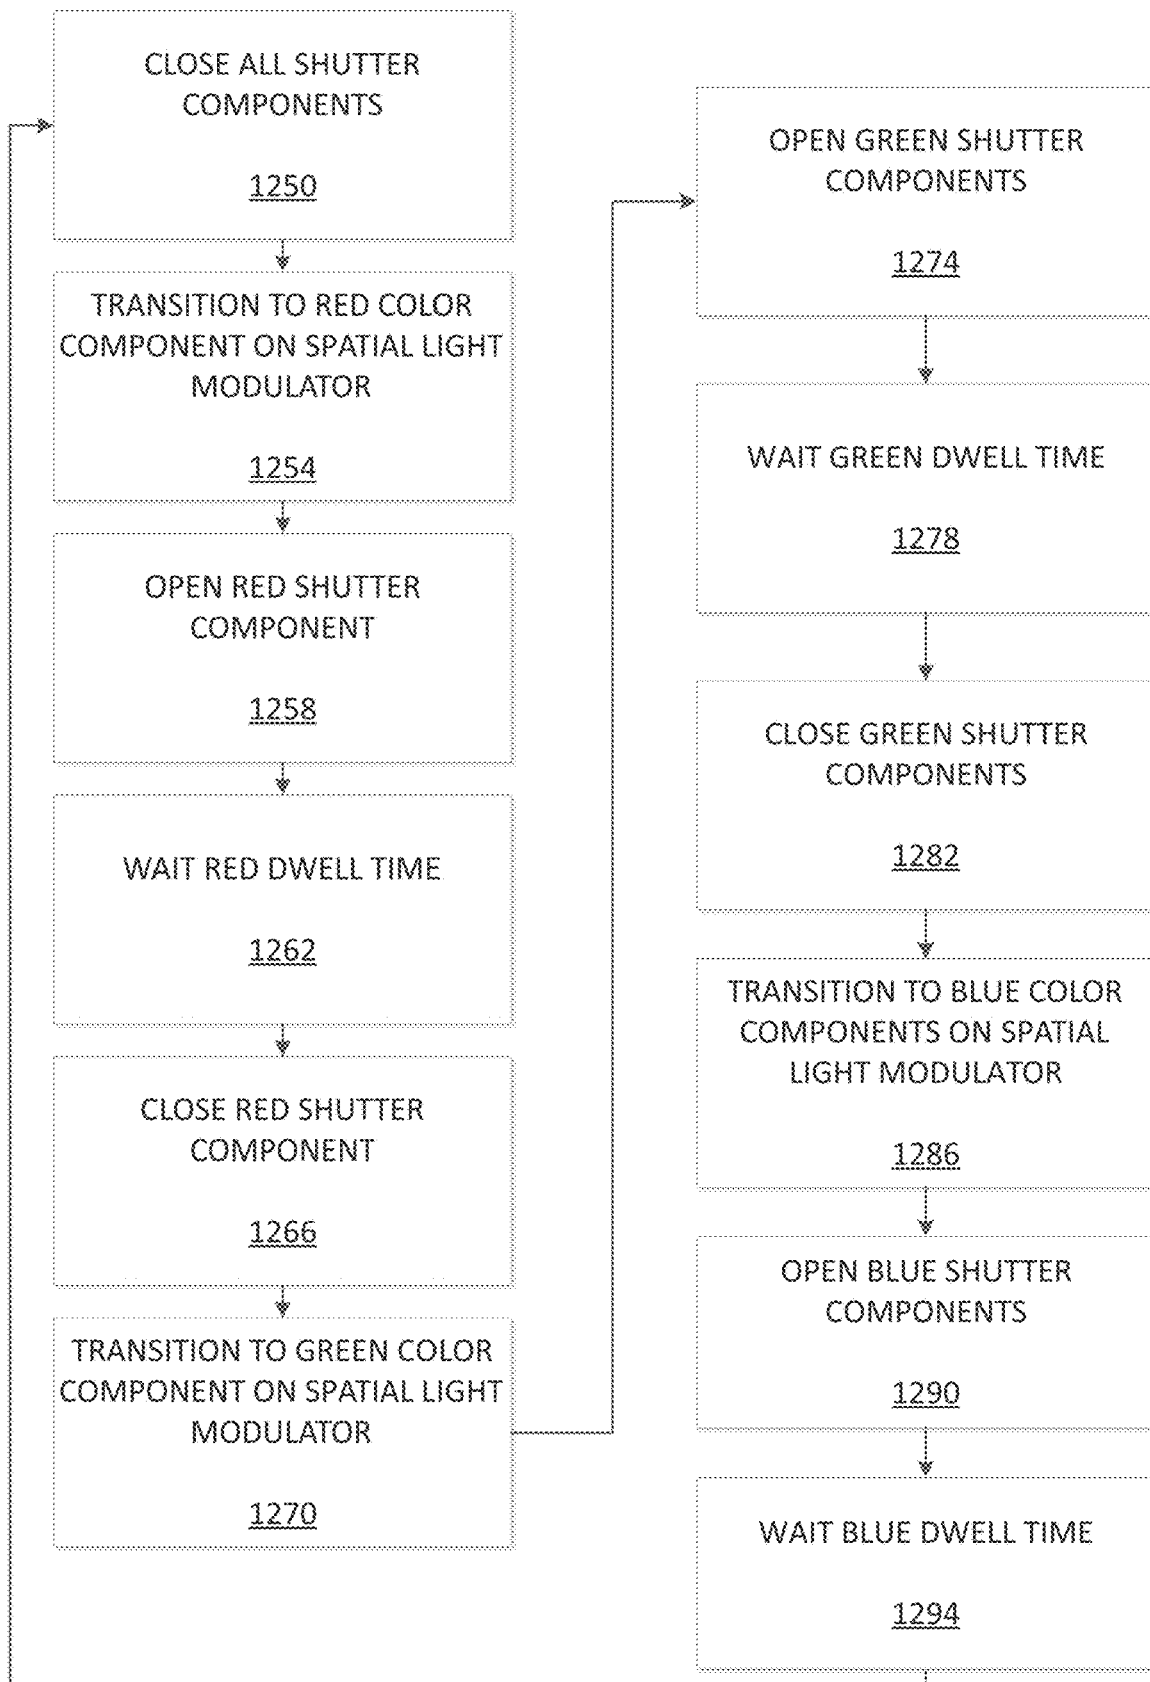 CLOSE ALL SHUTTER
COMPONENTS
1250
TRANSITION TO RED COLOR
COMPONENT ON SPATIAL LIGHT
MODULATOR
1254
OPEN RED SHUTTER
COMPONENT
1258
WAIT RED DWELL TIME
1262
CLOSE RED SHUTTER
COMPONENT
1266
TRANSITION TO GREEN COLOR
COMPONENT ON SPATIAL LIGHT
MODULATOR
1270
OPEN GREEN SHUTTER
COMPONENTS
1274
WAIT GREEN DWELL TIME
1278
CLOSE GREEN SHUTTER
COMPONENTS
1282
TRANSITION TO BLUE COLOR
COMPONENTS ON SPATIAL
LIGHT MODULATOR
1286
OPEN BLUE SHUTTER
COMPONENTS
1290
WAIT BLUE DWELL TIME
1294